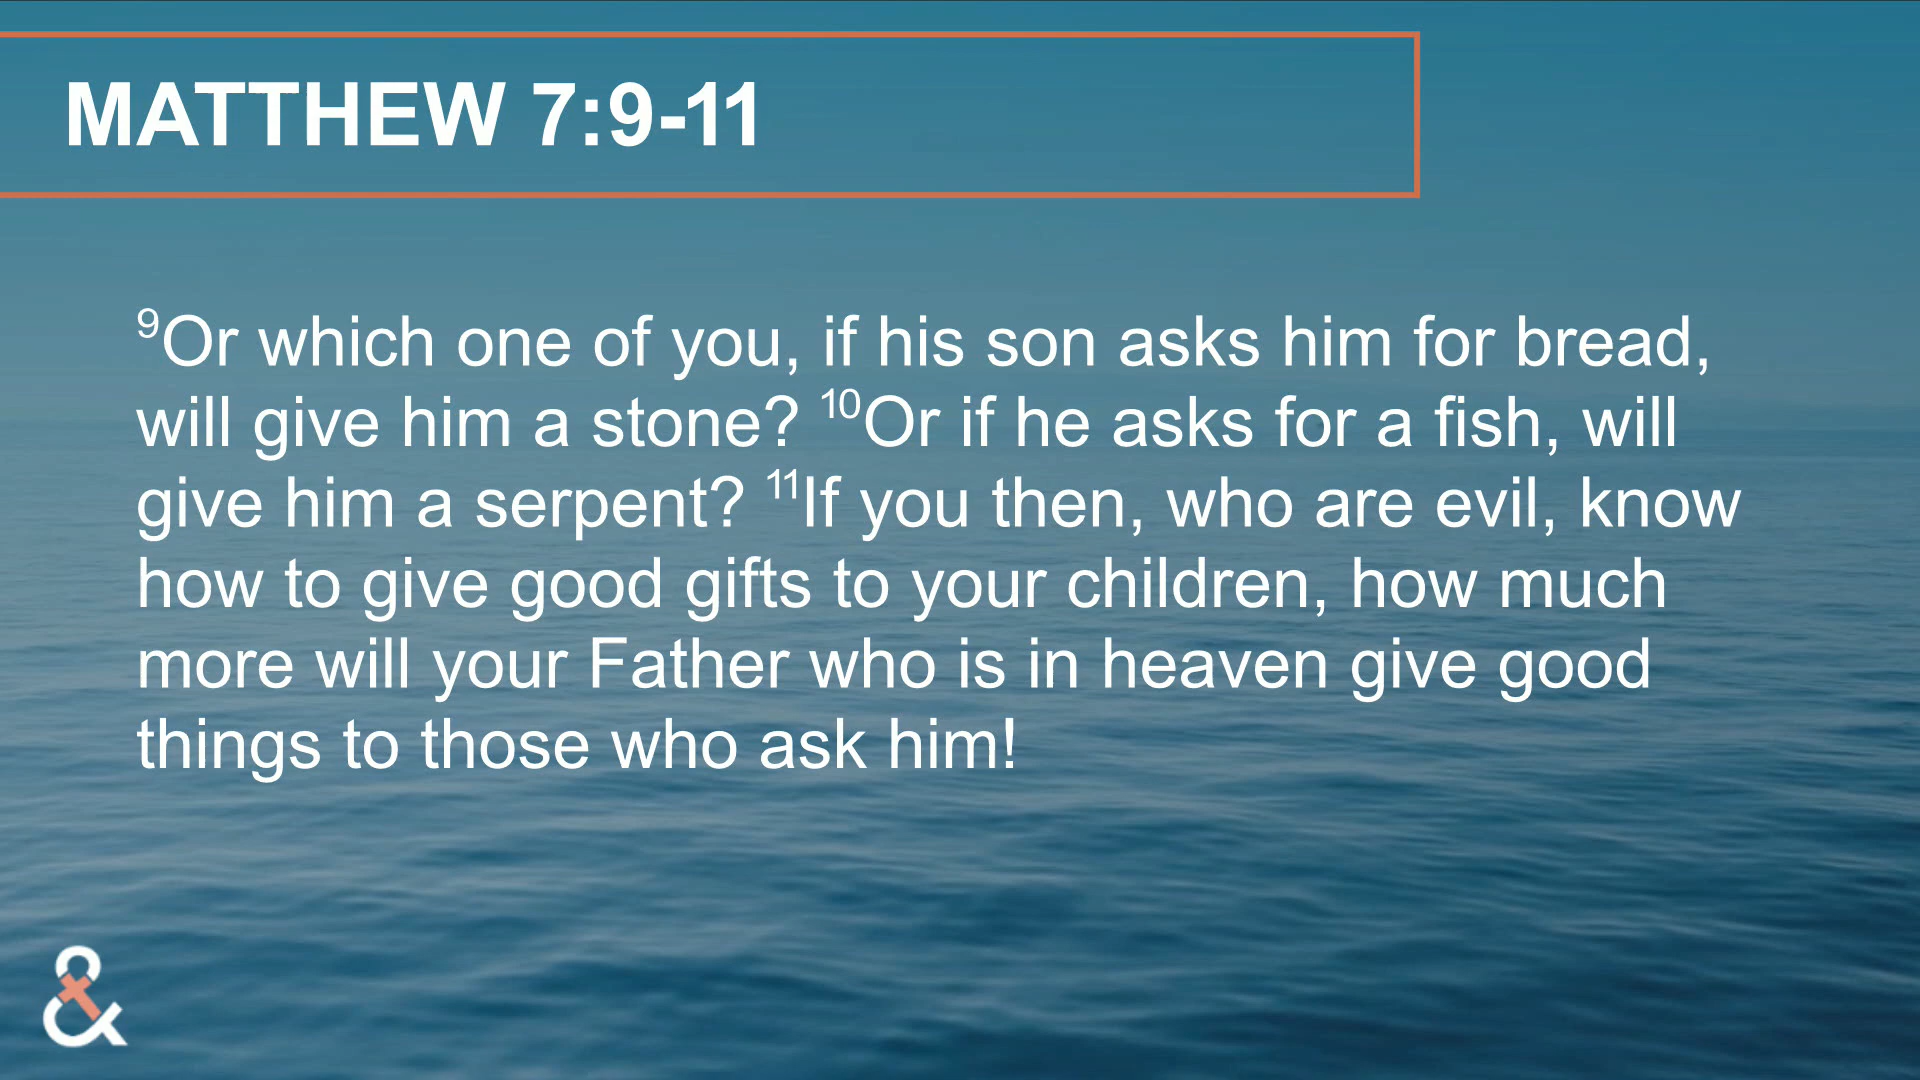 MATTHEW 7:9-11
⁹Or which one of you, if his son asks him for bread,
will give him a stone? ¹⁰Or if he asks for a fish, will
give him a serpent? ¹¹If you then, who are evil, know
how to give good gifts to your children, how much
more will your Father who is in heaven give good
things to those who ask him!
&